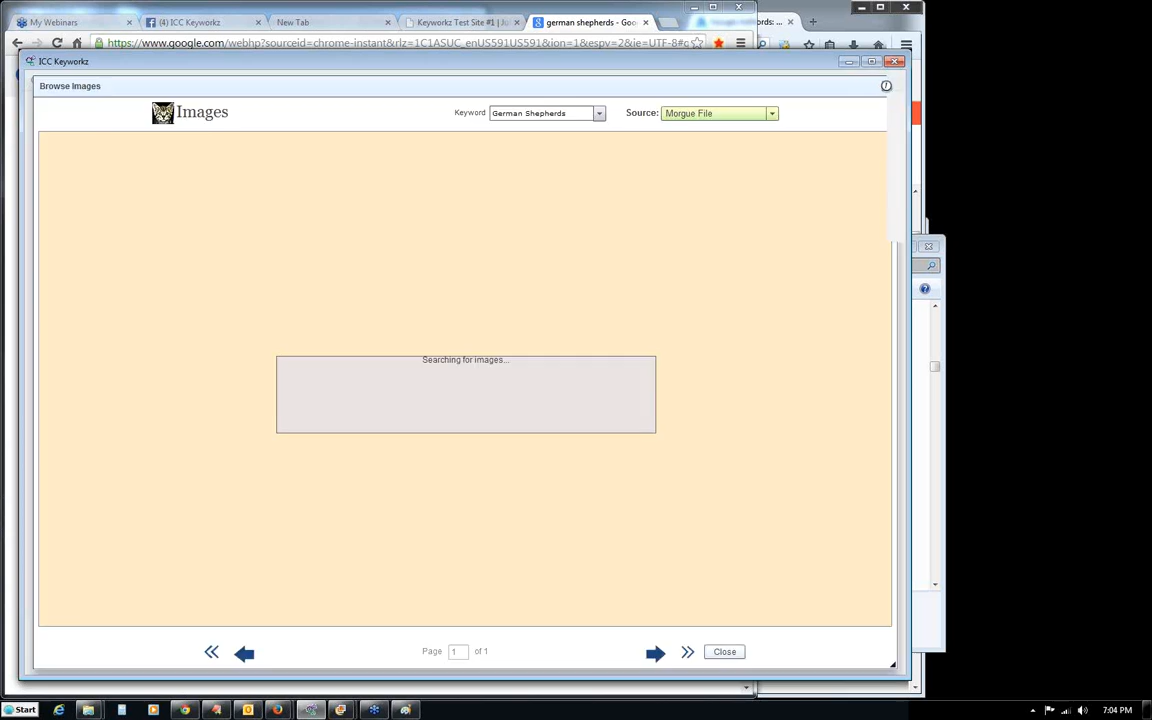 My Webinars
(4) ICC Keyworkz
New Tab
Keyworkz Test Site #1 | Ju
german shepherds - Goo
ords: ...
https://www.google.com/webhp?sourceid=chrome-instant&rlz=1C1ASUC_enUS591US591&ion=1&espv=2&ie=UTF-8#q
ICC Keyworkz
Browse Images
Images
Keyword
German Shepherds
Source:
Morgue File
Searching for images...
Page
1
of 1
Close
Start
7:04 PM